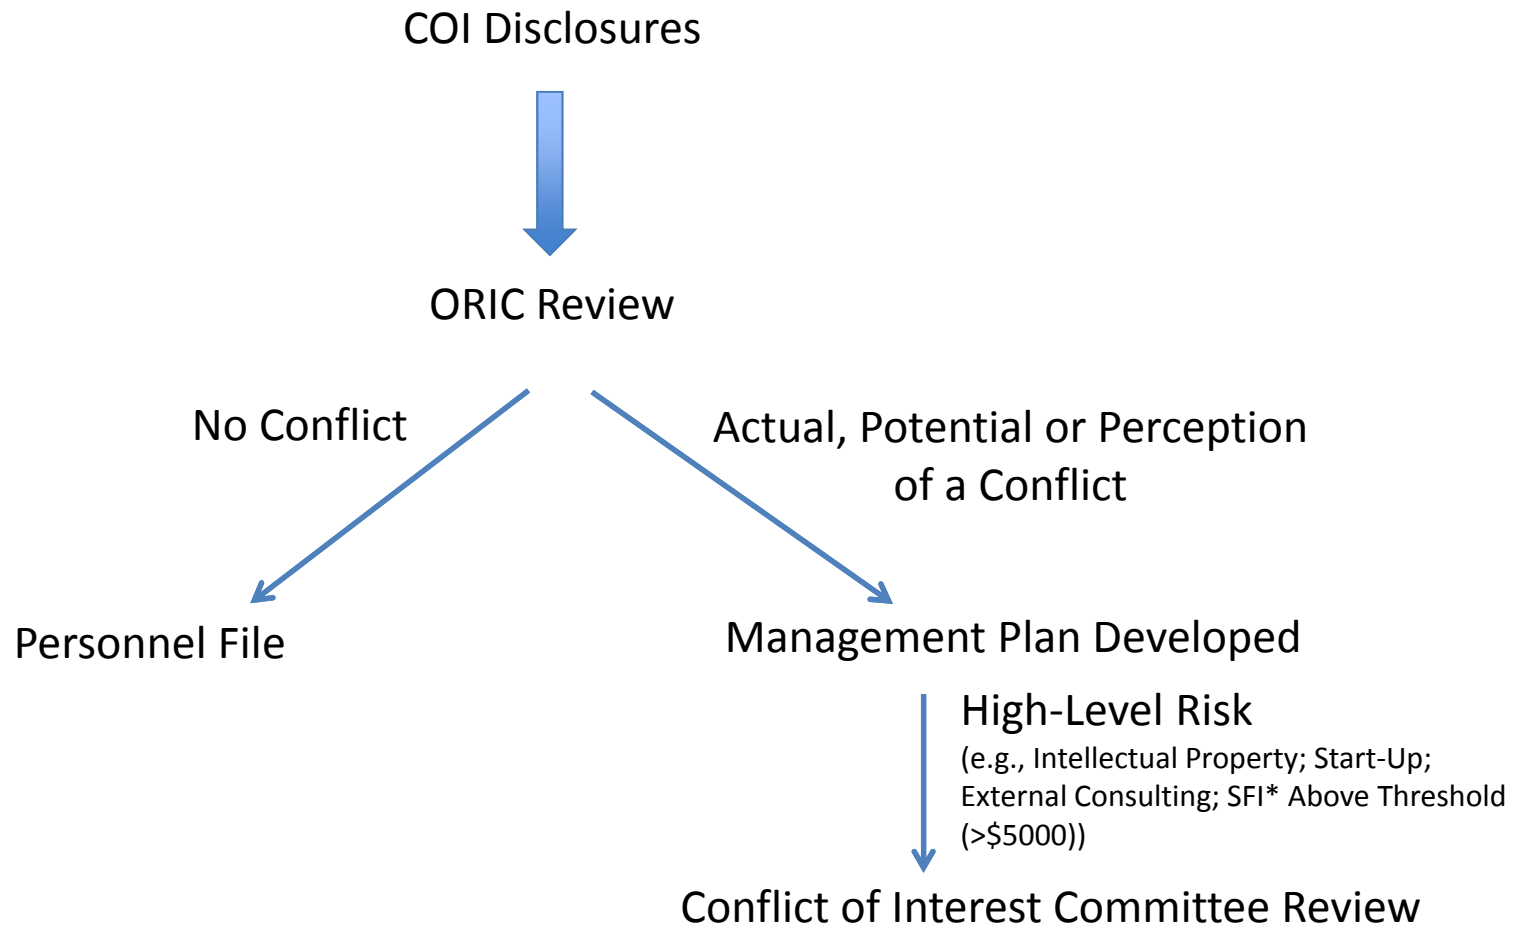 COI Disclosures
ORIC Review
No Conflict
Actual, Potential or Perception
of a Conflict
Personnel File
Management Plan Developed
High-Level Risk
(e.g., Intellectual Property; Start-Up;
External Consulting; SFI* Above Threshold
(>$5000))
Conflict of Interest Committee Review